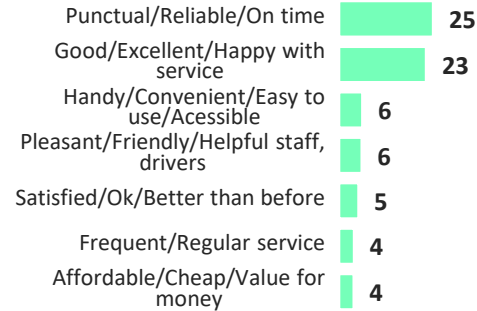 Punctual/Reliable/On time 25
Good/Excellent/Happy with
service 23
Handy/Convenient/Easy to
use/Acessible 6
Pleasant/Friendly/Helpful staff,
drivers 6
Satisfied/Ok/Better than before 5
Frequent/Regular service 4
Affordable/Cheap/Value for
money 4